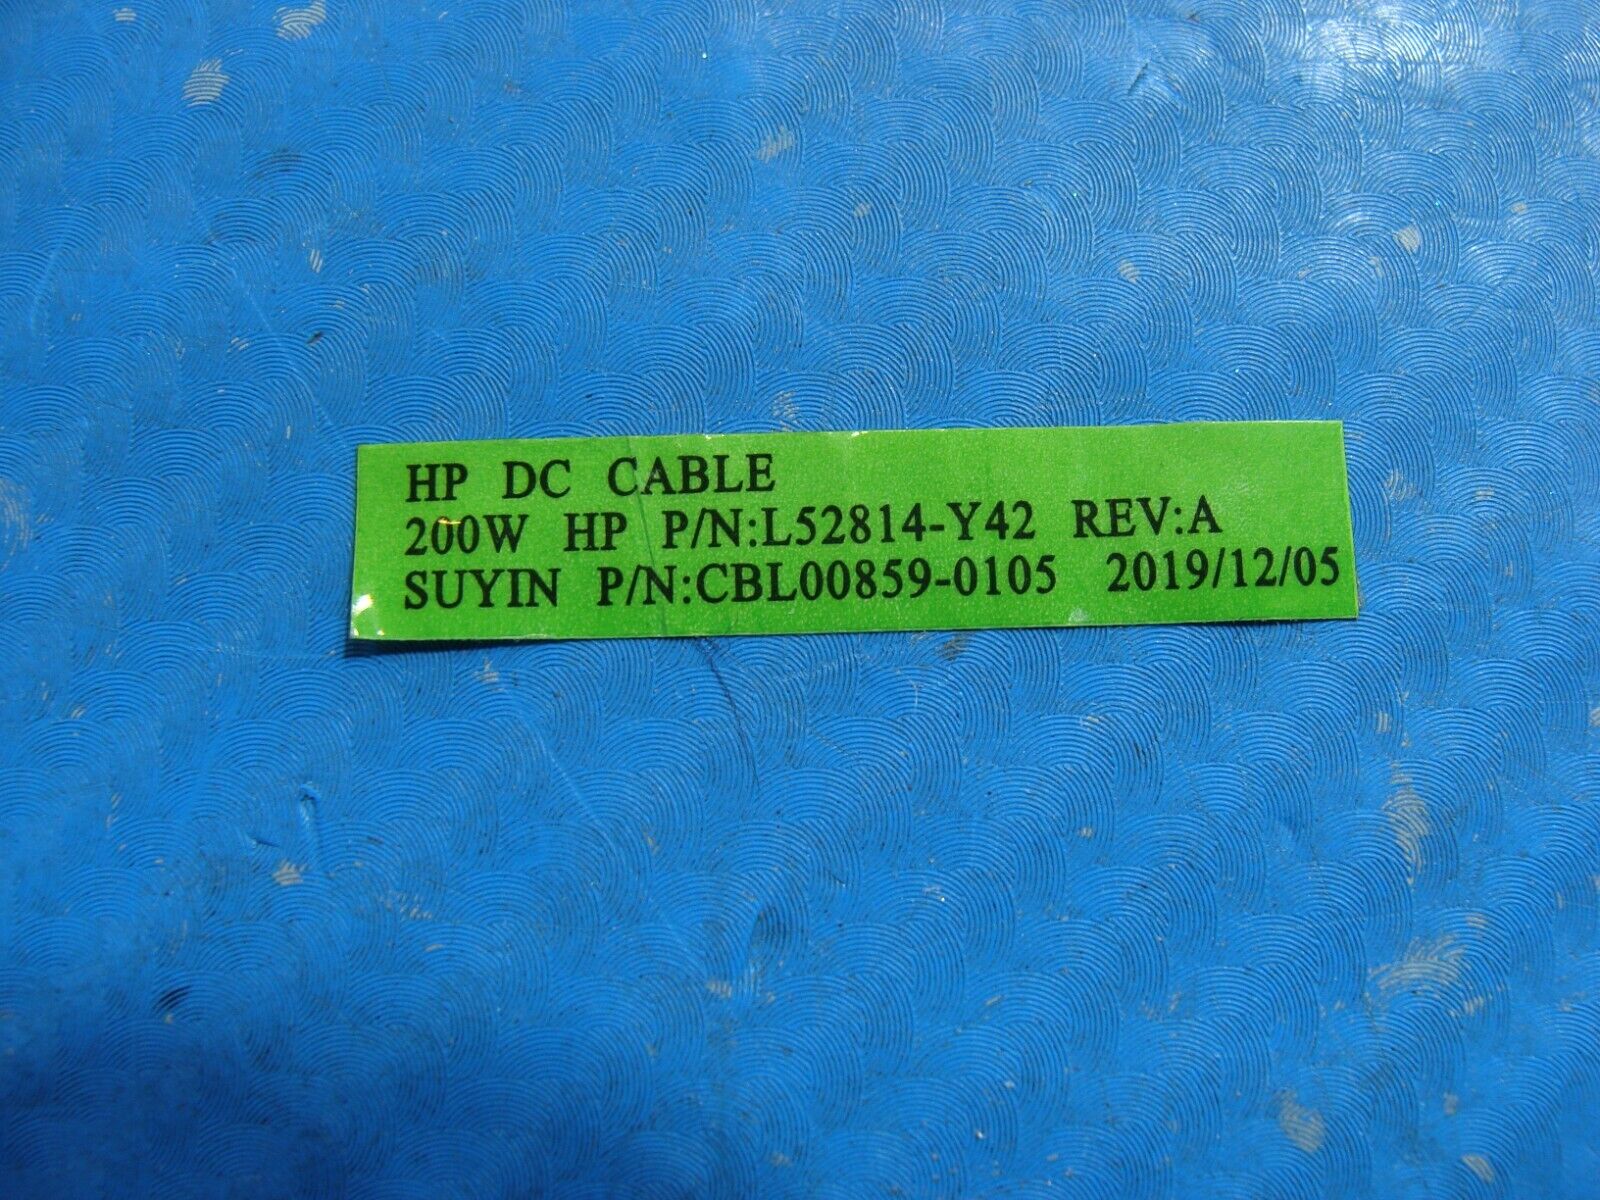 HP DC CABLE
200W HP P/N:L52814-Y42 REV:A
SUYIN P/N:CBL00859-0105 2019/12/05